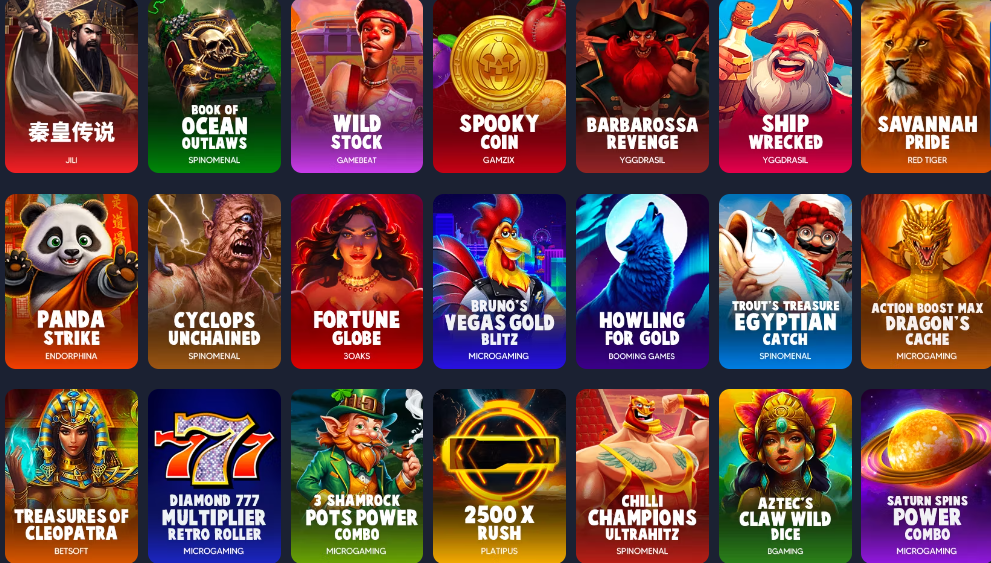 秦皇传说
JILI
BOOK OF
OCEAN
OUTLAWS
SPINOMENAL
WILD
STOCK
GAMEBEAT
SPOOKY
COIN
GAMZIX
BARBAROSSA
REVENGE
YGGDRASIL
SHIP
WRECKED
YGGDRASIL
SAVANNAH
PRIDE
RED TIGER
PANDA
STRIKE
ENDORPHINA
CYCLOPS
UNCHAINED
SPINOMENAL
FORTUNE
GLOBE
3OAKS
BRUNO'S
VEGAS GOLD
BLITZ
MICROGAMING
HOWLING
FOR GOLD
BOOMING GAMES
TROUT'S TREASURE
EGYPTIAN
CATCH
SPINOMENAL
ACTION BOOST MAX
DRAGON'S
CACHE
MICROGAMING
TREASURES OF
CLEOPATRA
BETSOFT
777
DIAMOND 777
MULTIPLIER
RETRO ROLLER
MICROGAMING
3 SHAMROCK
POTS POWER
COMBO
MICROGAMING
2500 X
RUSH
PLATIPUS
CHILLI
CHAMPIONS
ULTRAHITZ
SPINOMENAL
AZTEC'S
CLAW WILD
DICE
BGAMING
SATURN SPINS
POWER
COMBO
MICROGAMING